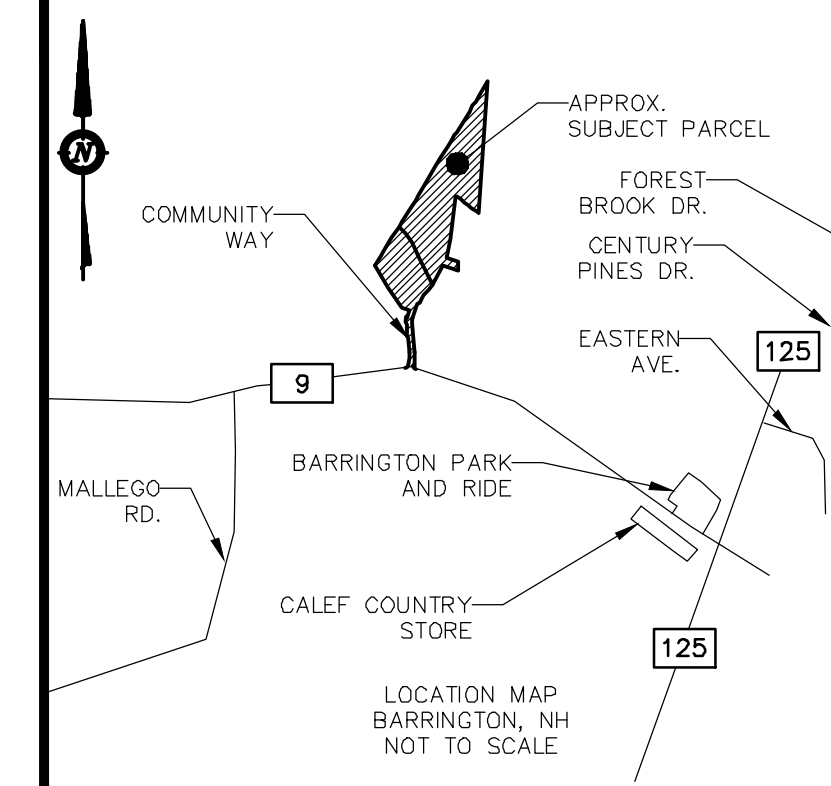 N
APPROX.
SUBJECT PARCEL
FOREST
BROOK DR.
COMMUNITY
WAY
CENTURY
PINES DR.
EASTERN
AVE.
125
9
BARRINGTON PARK
AND RIDE
MALLEGO
RD.
CALEF COUNTRY
STORE
125
LOCATION MAP
BARRINGTON, NH
NOT TO SCALE